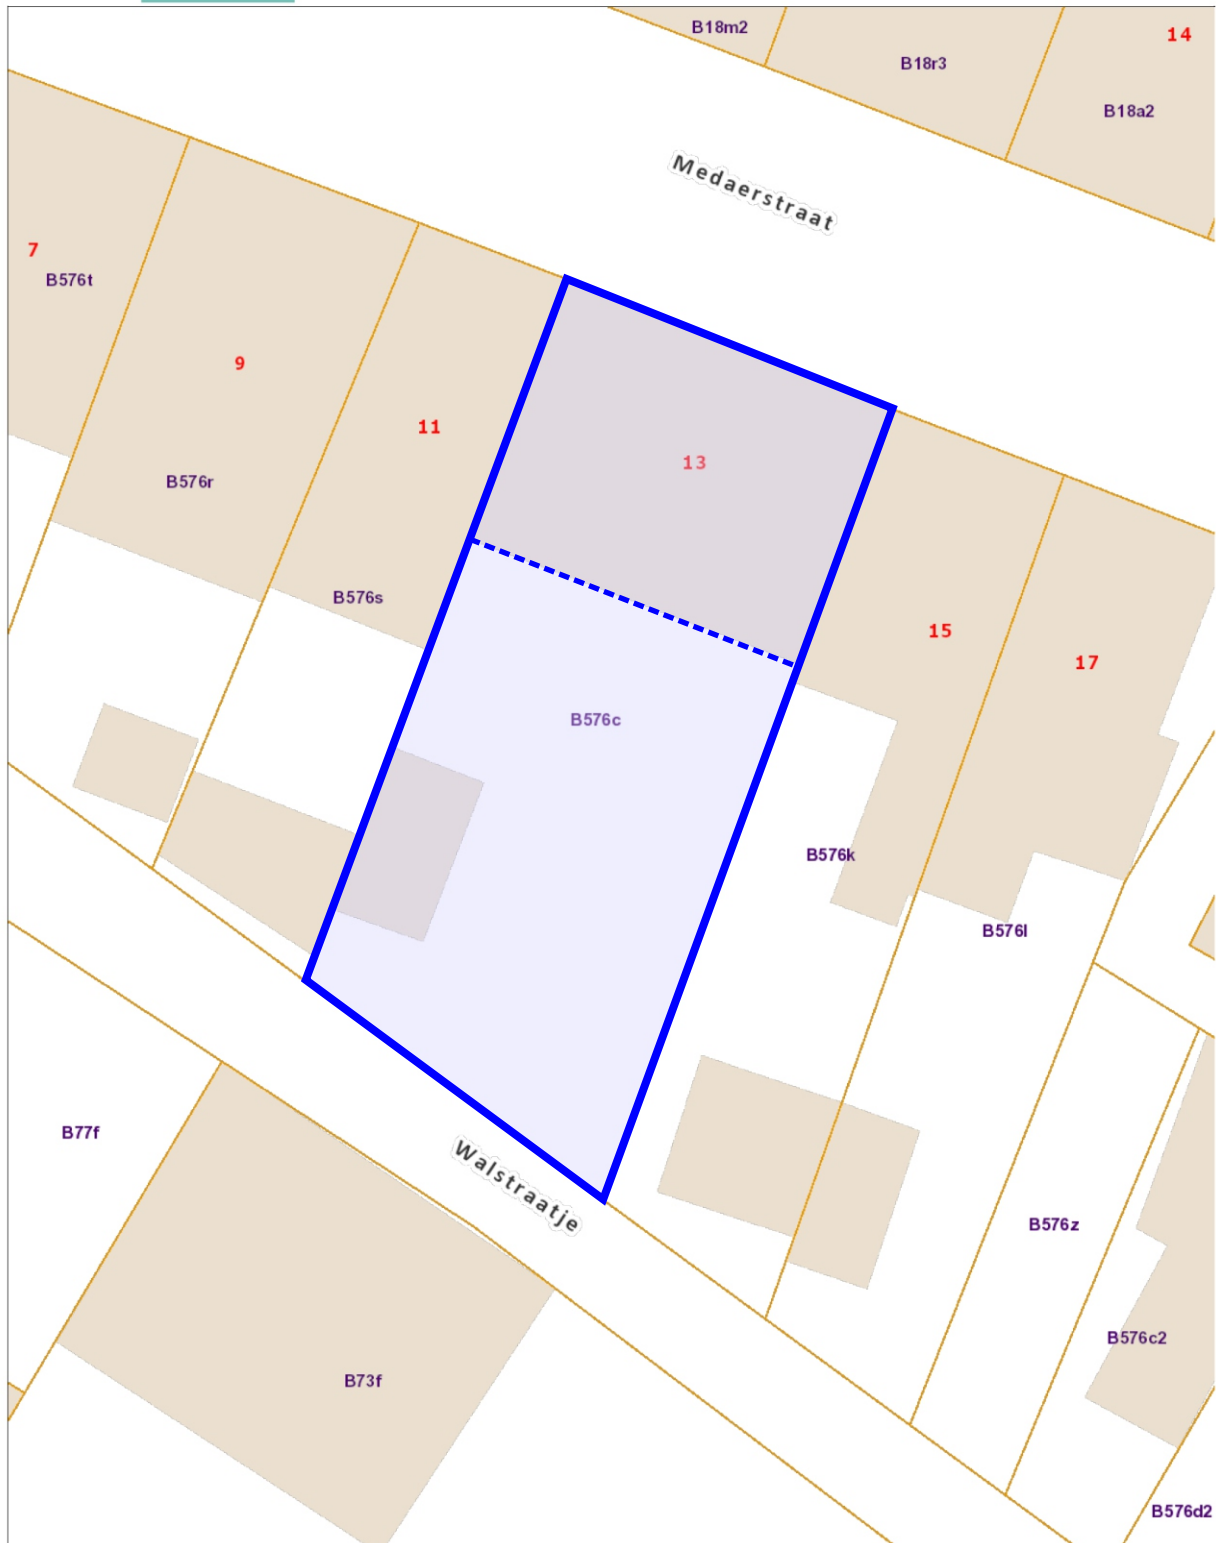 B18m2
14
B18r3
B18a2
Medaerstraat
7
B576t
9
11
13
B576r
B576s
15
17
B576c
B576k
B576l
B77f
Walstraatje
B576z
B576c2
B73f
B576d2